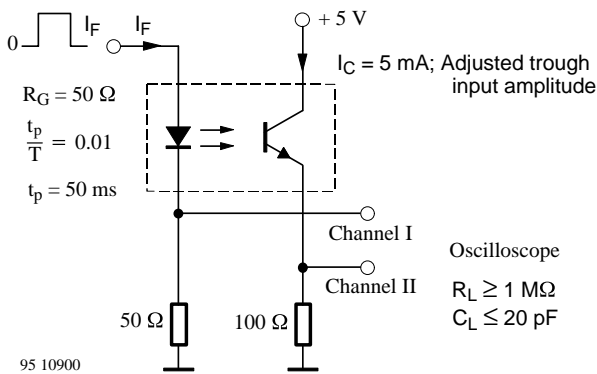 I_F
I_F
+ 5 V
0
I_C = 5 mA; Adjusted trough
input amplitude
R_G = 50 Ω
t_p
T
= 0.01
t_p = 50 ms
Channel I
Channel II
Oscilloscope
R_L ≥ 1 MΩ
C_L ≤ 20 pF
50 Ω
100 Ω
95 10900